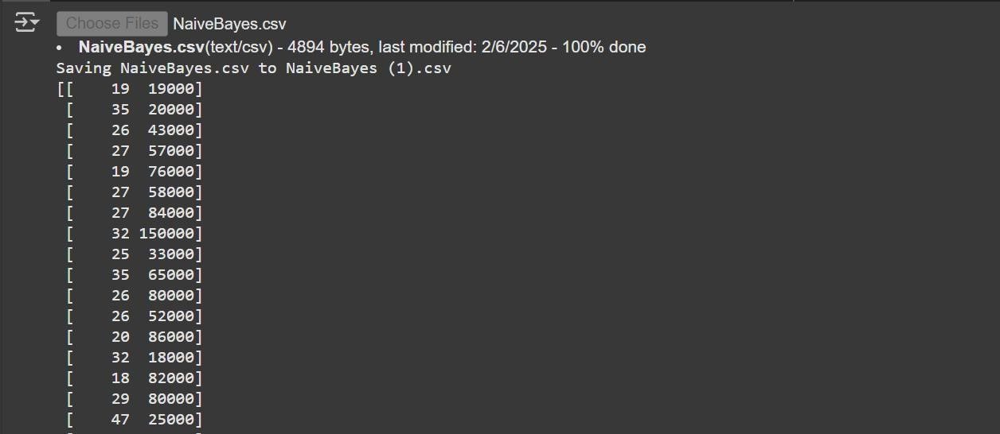 Choose Files NaiveBayes.csv
• NaiveBayes.csv(text/csv) - 4894 bytes, last modified: 2/6/2025 - 100% done
Saving NaiveBayes.csv to NaiveBayes (1).csv
[[    19  19000]
 [    35  20000]
 [    26  43000]
 [    27  57000]
 [    19  76000]
 [    27  58000]
 [    27  84000]
 [    32 150000]
 [    25  33000]
 [    35  65000]
 [    26  80000]
 [    26  52000]
 [    20  86000]
 [    32  18000]
 [    18  82000]
 [    29  80000]
 [    47  25000]